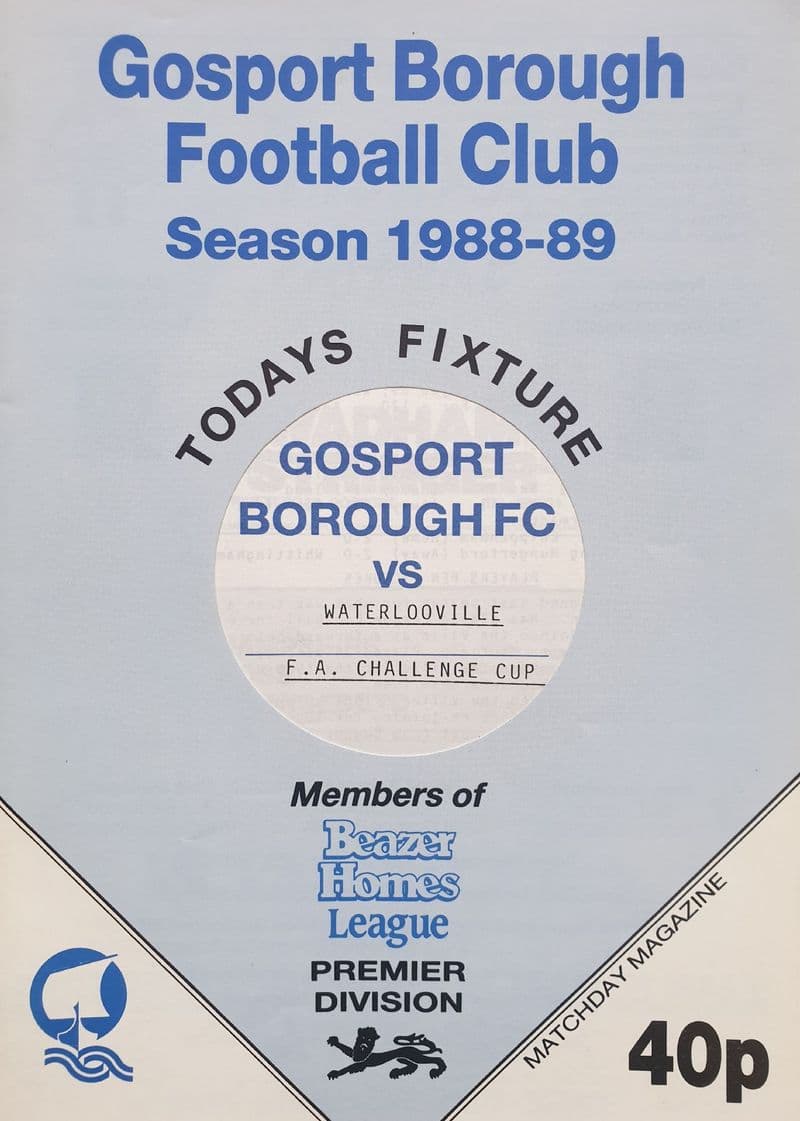 Gosport Borough
Football Club
Season 1988-89
TODAYS FIXTURE
GOSPORT
BOROUGH FC
VS
WATERLOOVILLE
F.A. CHALLENGE CUP
Members of
Beazer
Homes
League
PREMIER
DIVISION
MATCHDAY MAGAZINE
40p